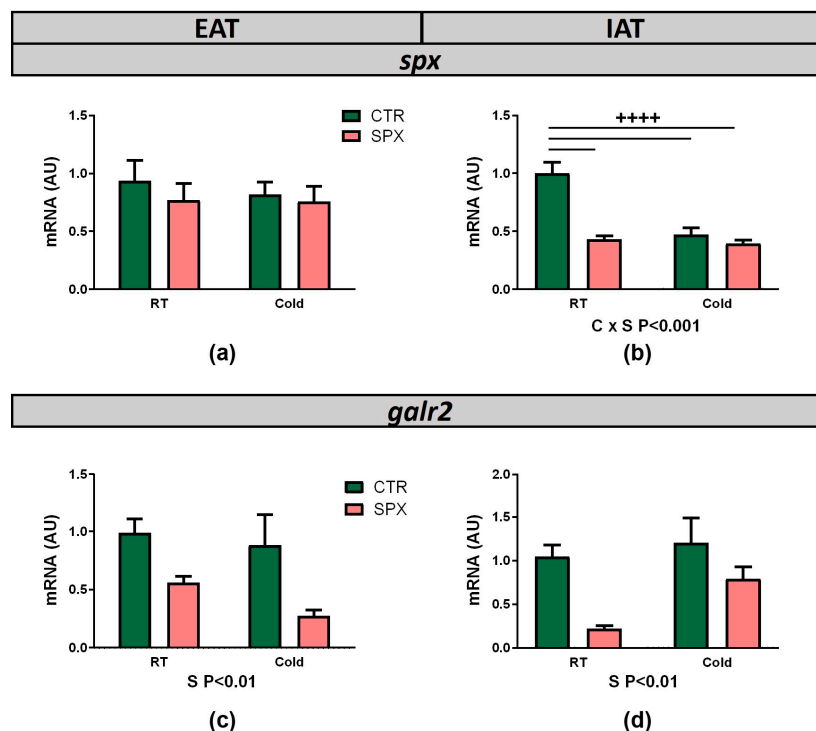 EAT IAT
spx
1.5 CTR SPX 1.0 0.5 0.0 mRNA (AU) RT Cold
(a)
1.5 ++++ 1.0 0.5 0.0 mRNA (AU) RT Cold
C x S P<0.001
(b)
galr2
1.5 CTR SPX 1.0 0.5 0.0 mRNA (AU) RT Cold
S P<0.01
(c)
2.0 1.5 1.0 0.5 0.0 mRNA (AU) RT Cold
S P<0.01
(d)